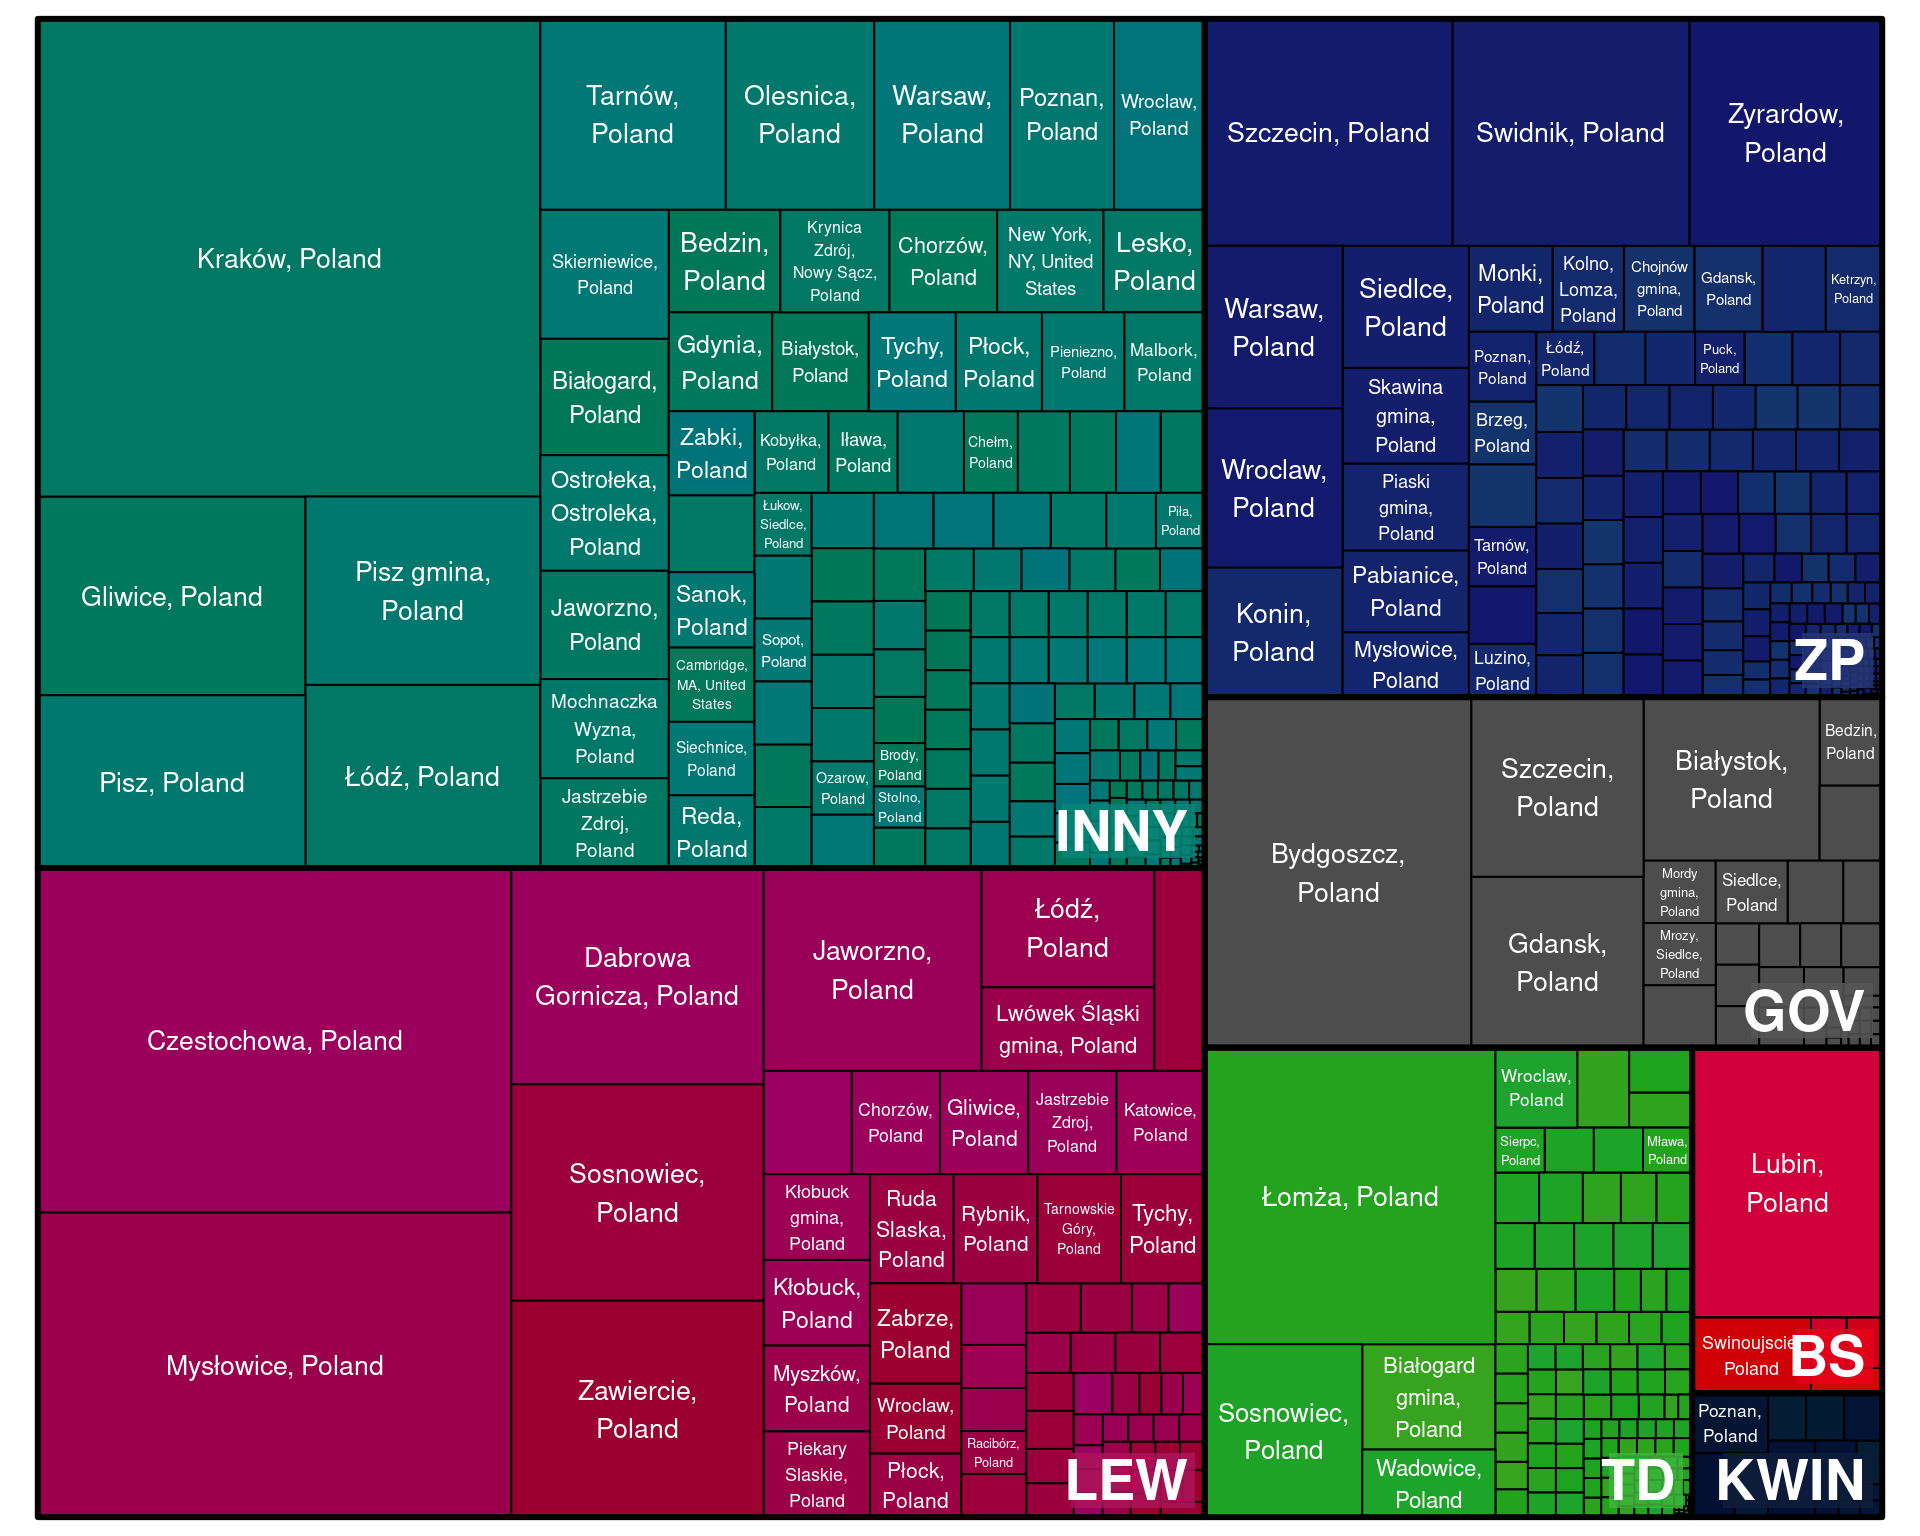 Kraków, Poland
Gliwice, Poland
Pisz, Poland
Pisz gmina,
Poland
Łódź, Poland
Tarnów,
Poland
Olesnica,
Poland
Warsaw,
Poland
Poznan,
Poland
Wroclaw,
Poland
Skierniewice,
Poland
Białogard,
Poland
Ostrołeka,
Ostroleka,
Poland
Jaworzno,
Poland
Mochnaczka
Wyzna,
Poland
Jastrzebie
Zdroj,
Poland
Bedzin,
Poland
Krynica
Zdrój,
Nowy Sącz,
Poland
Chorzów,
Poland
New York,
NY, United
States
Lesko,
Poland
Gdynia,
Poland
Białystok,
Poland
Tychy,
Poland
Płock,
Poland
Pieniezno,
Poland
Malbork,
Poland
Zabki,
Poland
Kobyłka,
Poland
Iława,
Poland
Chełm,
Poland
Łukow,
Siedlce,
Poland
Piła,
Poland
Sanok,
Poland
Sopot,
Poland
Cambridge,
MA, United
States
Siechnice,
Poland
Reda,
Poland
Ozarow,
Poland
Brody,
Poland
Stolno,
Poland
INNY
Szczecin, Poland
Swidnik, Poland
Zyrardow,
Poland
Warsaw,
Poland
Wroclaw,
Poland
Konin,
Poland
Siedlce,
Poland
Skawina
gmina,
Poland
Piaski
gmina,
Poland
Pabianice,
Poland
Mysłowice,
Poland
Monki,
Poland
Kolno,
Lomza,
Poland
Chojnów
gmina,
Poland
Gdansk,
Poland
Ketrzyn,
Poland
Poznan,
Poland
Łódź,
Poland
Puck,
Poland
Brzeg,
Poland
Tarnów,
Poland
Luzino,
Poland
ZP
Bydgoszcz,
Poland
Szczecin,
Poland
Gdansk,
Poland
Białystok,
Poland
Bedzin,
Poland
Mordy
gmina,
Poland
Siedlce,
Poland
Mrozy,
Siedlce,
Poland
GOV
Czestochowa, Poland
Mysłowice, Poland
Dabrowa
Gornicza, Poland
Sosnowiec,
Poland
Zawiercie,
Poland
Jaworzno,
Poland
Łódź,
Poland
Lwówek Śląski
gmina, Poland
Chorzów,
Poland
Gliwice,
Poland
Jastrzebie
Zdroj,
Poland
Katowice,
Poland
Kłobuck
gmina,
Poland
Kłobuck,
Poland
Myszków,
Poland
Piekary
Slaskie,
Poland
Ruda
Slaska,
Poland
Rybnik,
Poland
Tarnowskie
Góry,
Poland
Tychy,
Poland
Zabrze,
Poland
Wroclaw,
Poland
Płock,
Poland
Racibórz,
Poland
LEW
Łomża, Poland
Sosnowiec,
Poland
Białogard
gmina,
Poland
Wadowice,
Poland
Wroclaw,
Poland
Sierpc,
Poland
Mława,
Poland
TD
Lubin,
Poland
Swinoujscie,
Poland
BS
Poznan,
Poland
KWIN